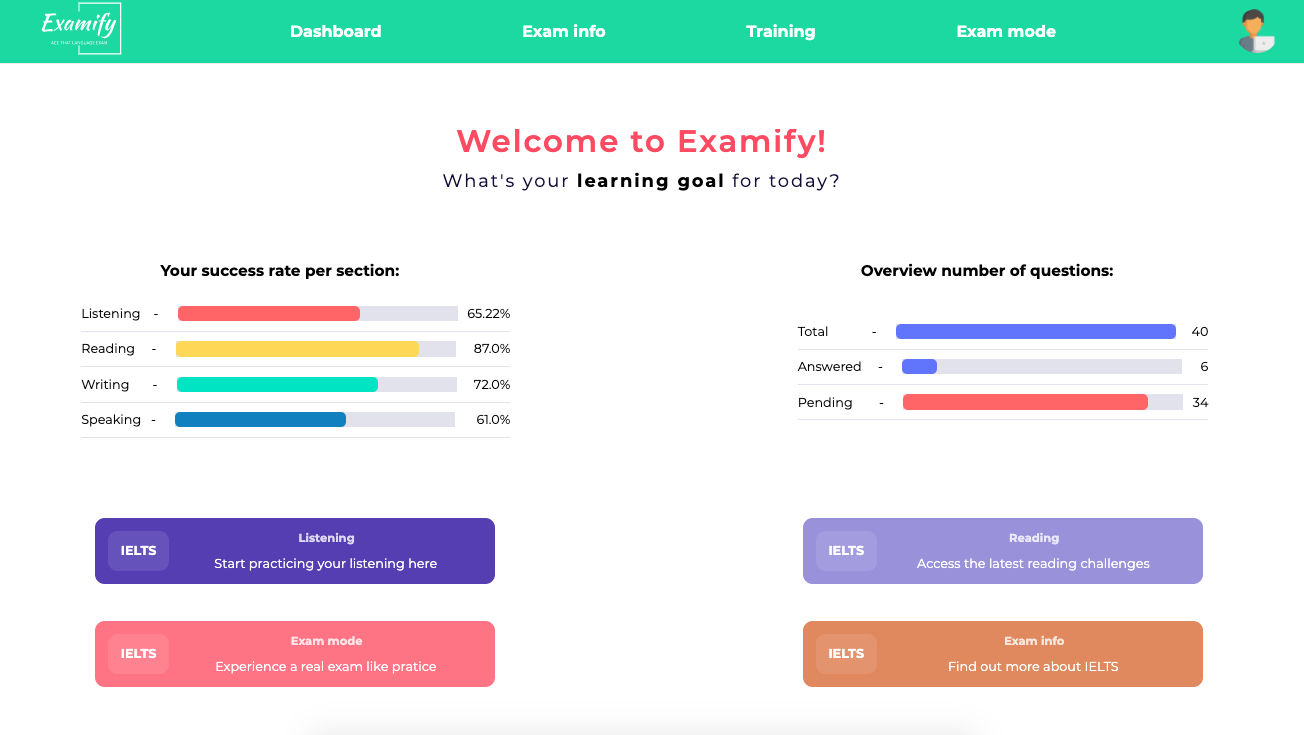 Examify
ACE THAT LANGUAGE EXAM
Dashboard
Exam info
Training
Exam mode
Welcome to Examify!
What's your learning goal for today?
Your success rate per section:
Listening - 65.22%
Reading - 87.0%
Writing - 72.0%
Speaking - 61.0%
Overview number of questions:
Total - 40
Answered - 6
Pending - 34
IELTS
Listening
Start practicing your listening here
IELTS
Reading
Access the latest reading challenges
IELTS
Exam mode
Experience a real exam like pratice
IELTS
Exam info
Find out more about IELTS